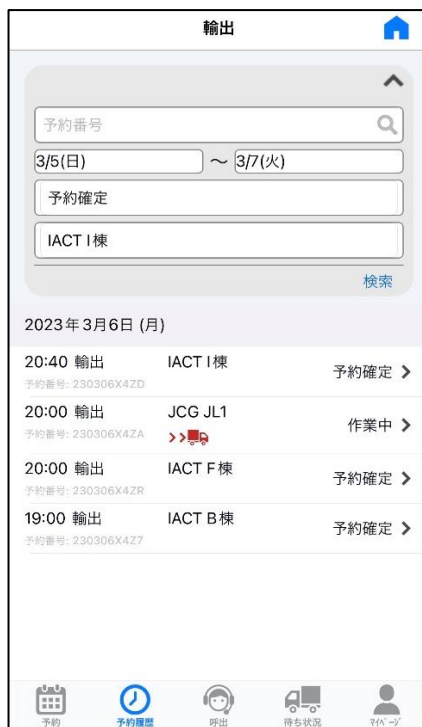 輸出
予約番号
3/5(日) ～ 3/7(火)
予約確定
IACT I棟
検索
2023年3月6日 (月)
20:40 輸出 IACT I棟 予約確定
予約番号: 230306X4ZD
20:00 輸出 JCG JL1 作業中
予約番号: 230306X4ZA
20:00 輸出 IACT F棟 予約確定
予約番号: 230306X4ZR
19:00 輸出 IACT B棟 予約確定
予約番号: 230306X4Z7
予約 予約履歴 呼出 待ち状況 ﾏｲﾍﾟｰｼﾞ